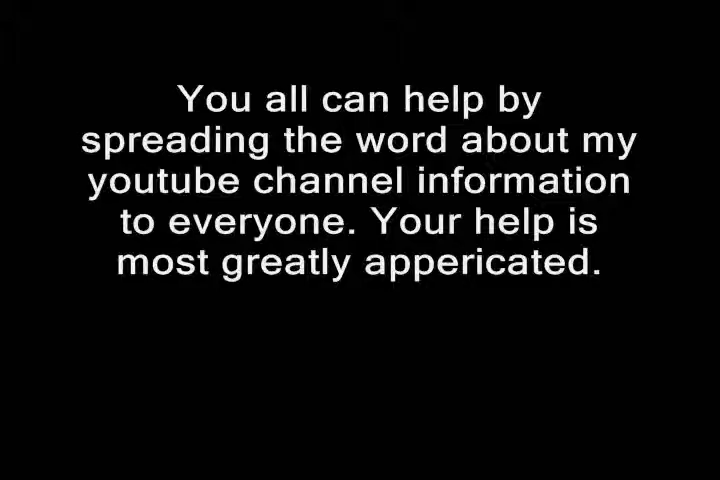 You all can help by
spreading the word about my
youtube channel information
to everyone. Your help is
most greatly appericated.